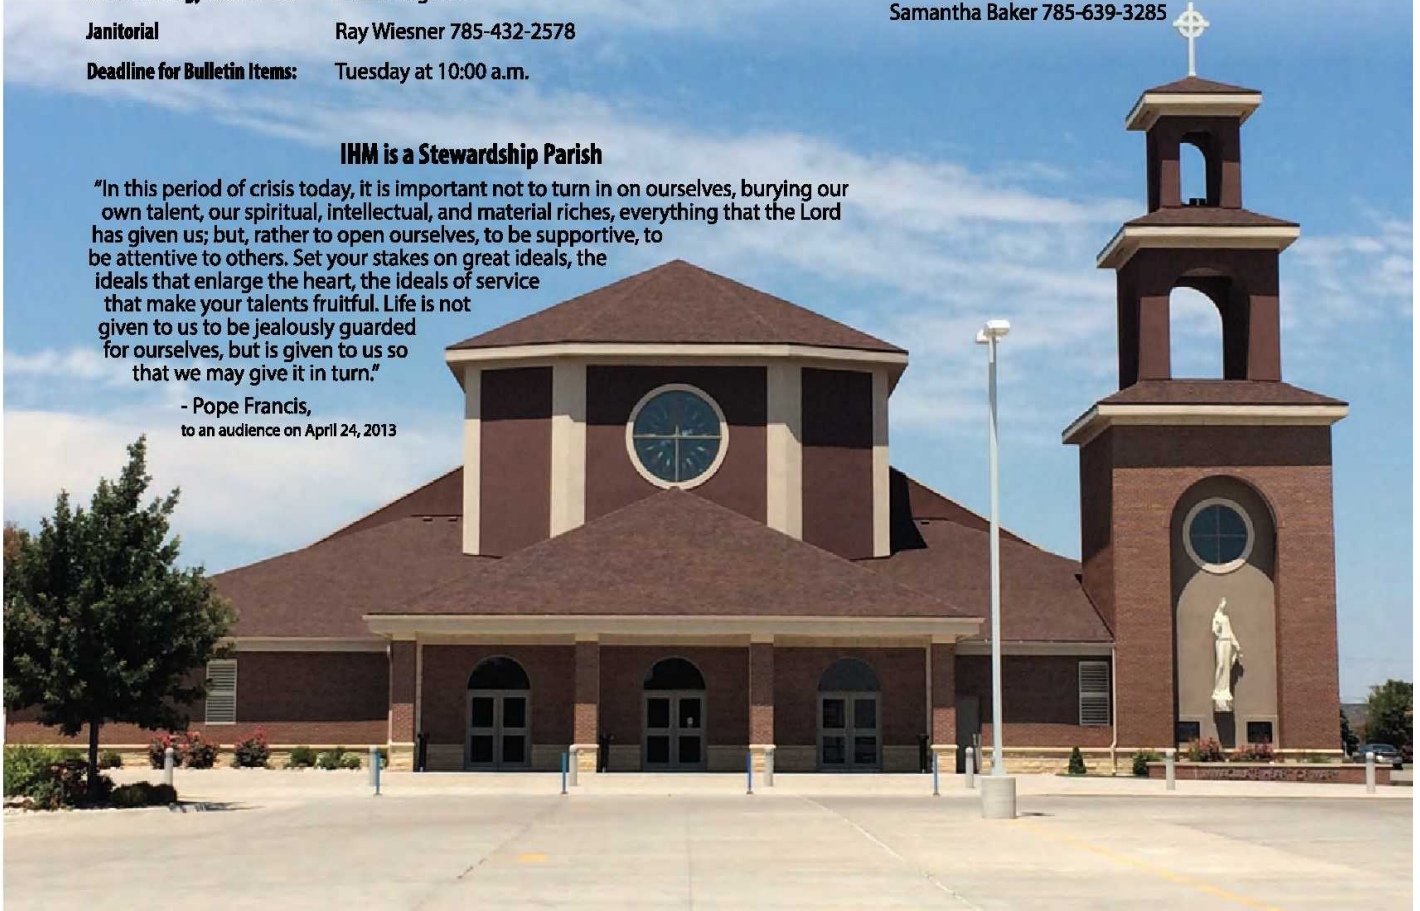 Samantha Baker 785-639-3285
Janitorial Ray Wiesner 785-432-2578
Deadline for Bulletin Items: Tuesday at 10:00 a.m.
IHM is a Stewardship Parish
"In this period of crisis today, it is important not to turn in on ourselves, burying our
own talent, our spiritual, intellectual, and material riches, everything that the Lord
has given us; but, rather to open ourselves, to be supportive, to
be attentive to others. Set your stakes on great ideals, the
ideals that enlarge the heart, the ideals of service
that make your talents fruitful. Life is not
given to us to be jealously guarded
for ourselves, but is given to us so
that we may give it in turn."
- Pope Francis,
to an audience on April 24, 2013